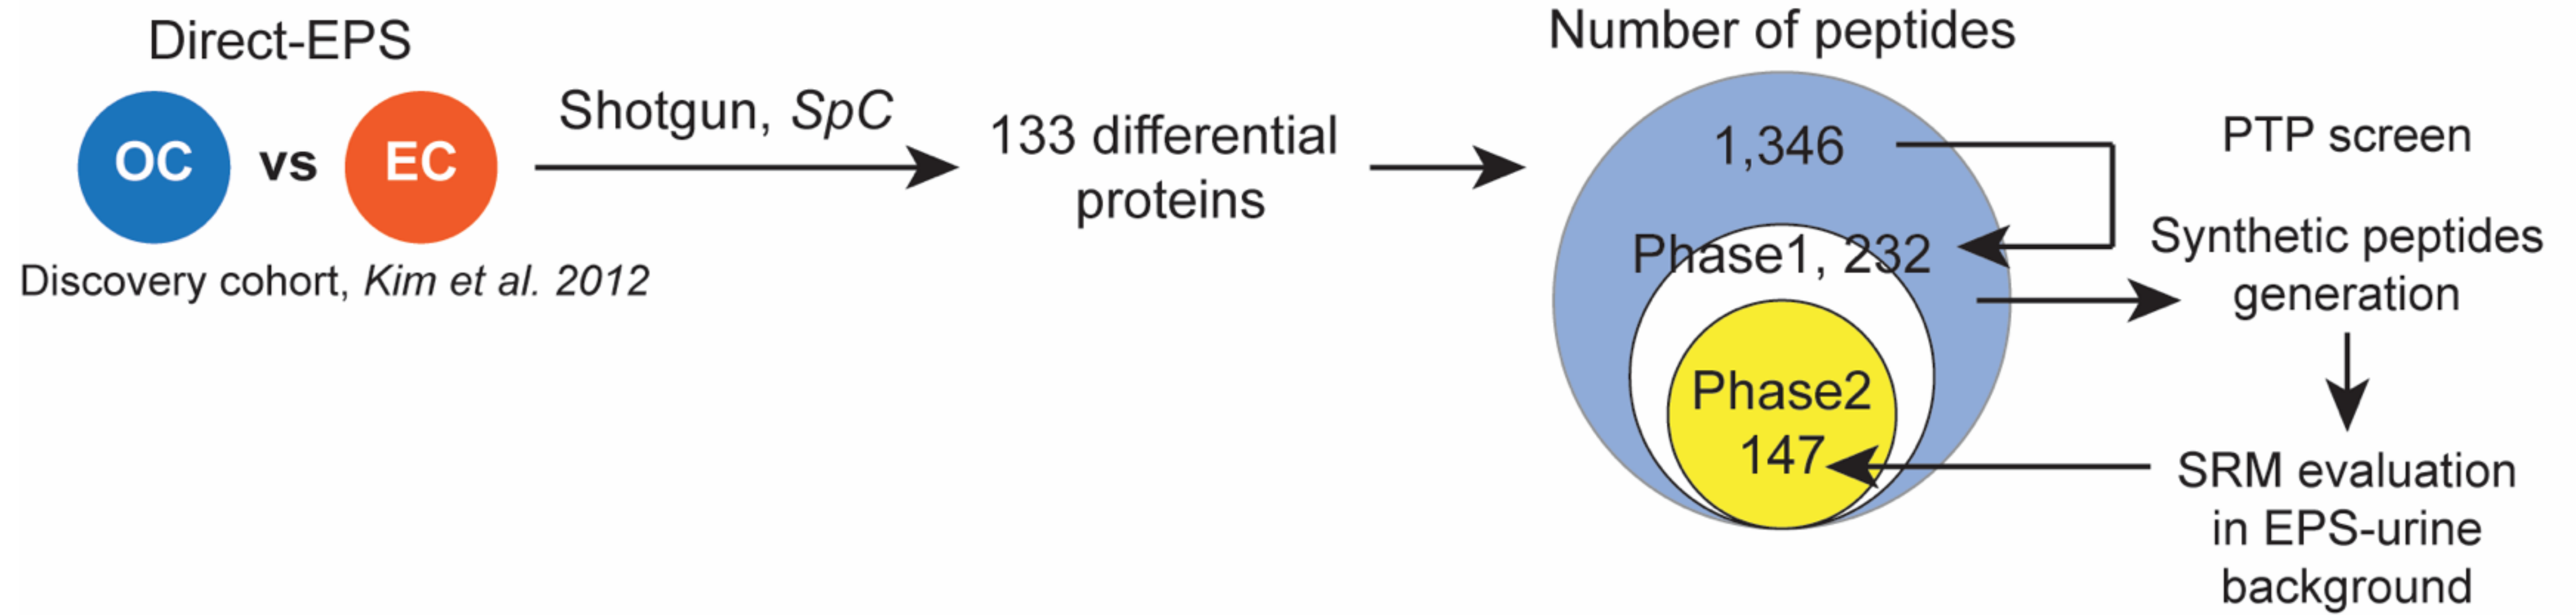 Direct-EPS
OC vs EC
Discovery cohort, Kim et al. 2012
Shotgun, SpC
133 differential
proteins
Number of peptides
1,346
Phase1, 232
Phase2
147
PTP screen
Synthetic peptides
generation
SRM evaluation
in EPS-urine
background